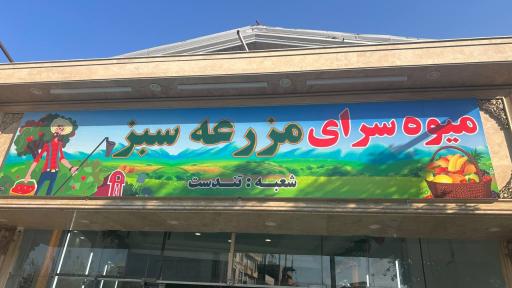 میوه سرای مزرعه سبز
شعبه : تندست